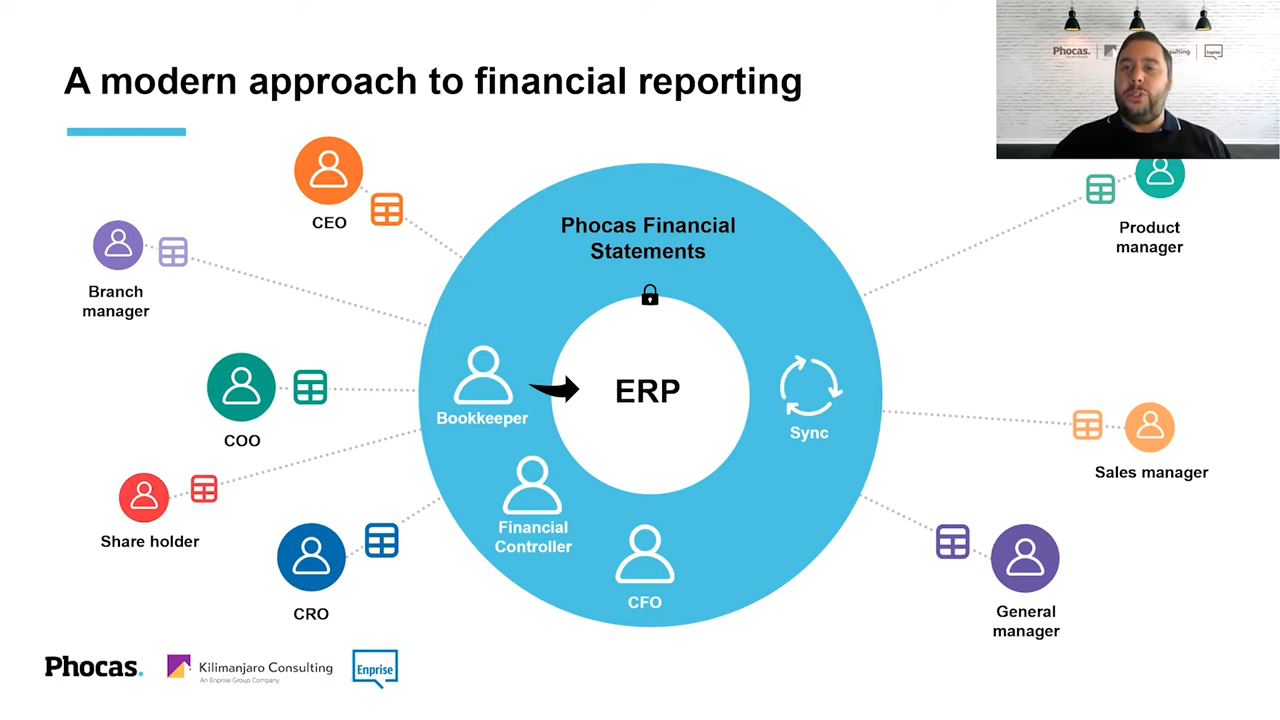 A modern approach to financial reporting
Phocas.
CEO
Phocas Financial
Statements
Product
manager
Branch
manager
ERP
Bookkeeper
Sync
COO
Sales manager
Share holder
Financial
Controller
CFO
CRO
General
manager
Phocas.
Kilimanjaro Consulting
An Enprise Group Company
Enprise